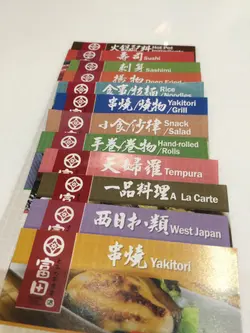 火鍋
料
Hot Pot
壽司
Sushi
刺身
Sashimi
揚物
Deep Fried
食事/特極
Rice
/Noodles
串燒/燒物
Yakitori
/Grill
小食/沙律
Snack
/Salad
手卷/卷物
Hand-rolled
/Rolls
天婦羅
Tempura
一品料理
A La Carte
西日本類
West Japan
串燒
Yakitori
富田